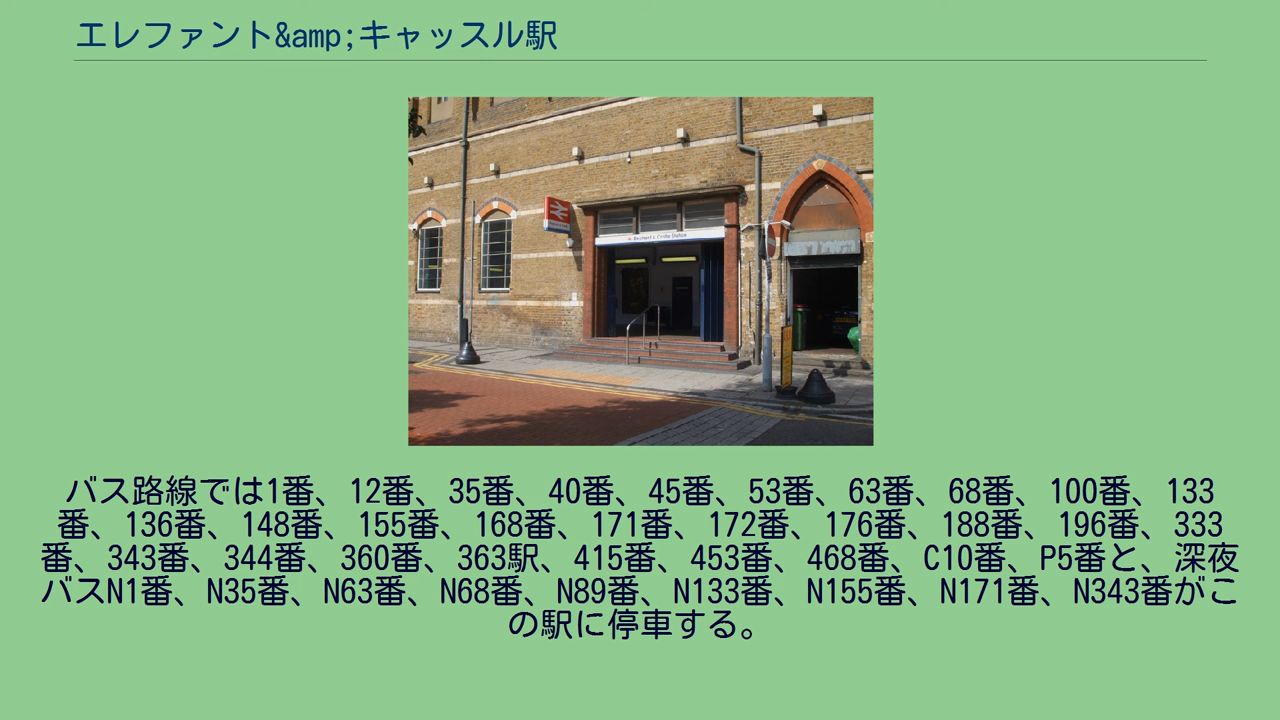 エレファント&amp;キャッスル駅
Elephant & Castle Station
バス路線では1番、12番、35番、40番、45番、53番、63番、68番、100番、133
番、136番、148番、155番、168番、171番、172番、176番、188番、196番、333
番、343番、344番、360番、363駅、415番、453番、468番、C10番、P5番と、深夜
バスN1番、N35番、N63番、N68番、N89番、N133番、N155番、N171番、N343番がこ
の駅に停車する。